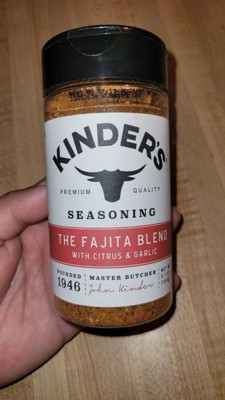 KINDER'S
PREMIUM QUALITY
SEASONING
THE FAJITA BLEND
WITH CITRUS & GARLIC
FOUNDED
1946
MASTER BUTCHER
John Kinder